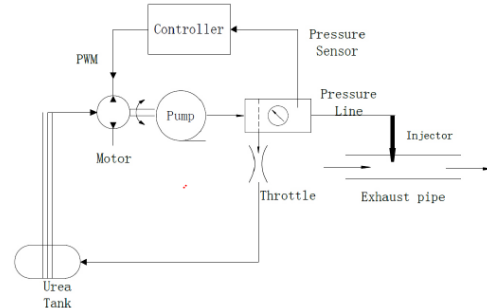 Controller
Pressure
Sensor
PWM
Pressure
Line
Pump
Injector
Motor
Throttle
Exhaust pipe
Urea
Tank